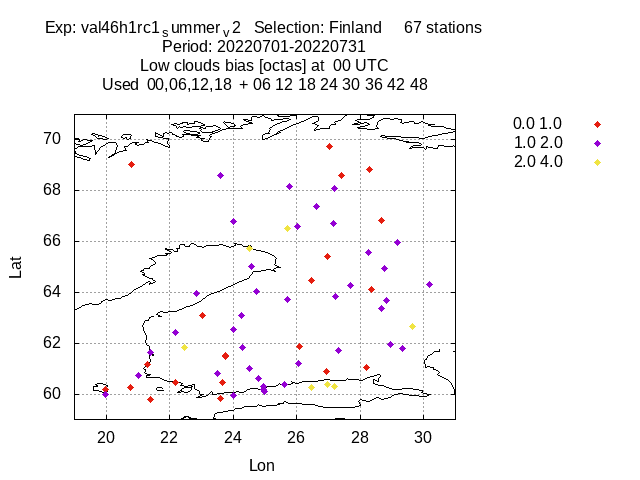 Exp: val46h1rc1_summer_v2 Selection: Finland 67 stations
Period: 20220701-20220731
Low clouds bias [octas] at 00 UTC
Used 00,06,12,18 + 06 12 18 24 30 36 42 48
0.0 1.0
1.0 2.0
2.0 4.0
70
68
66
64
62
60
Lat
20 22 24 26 28 30
Lon